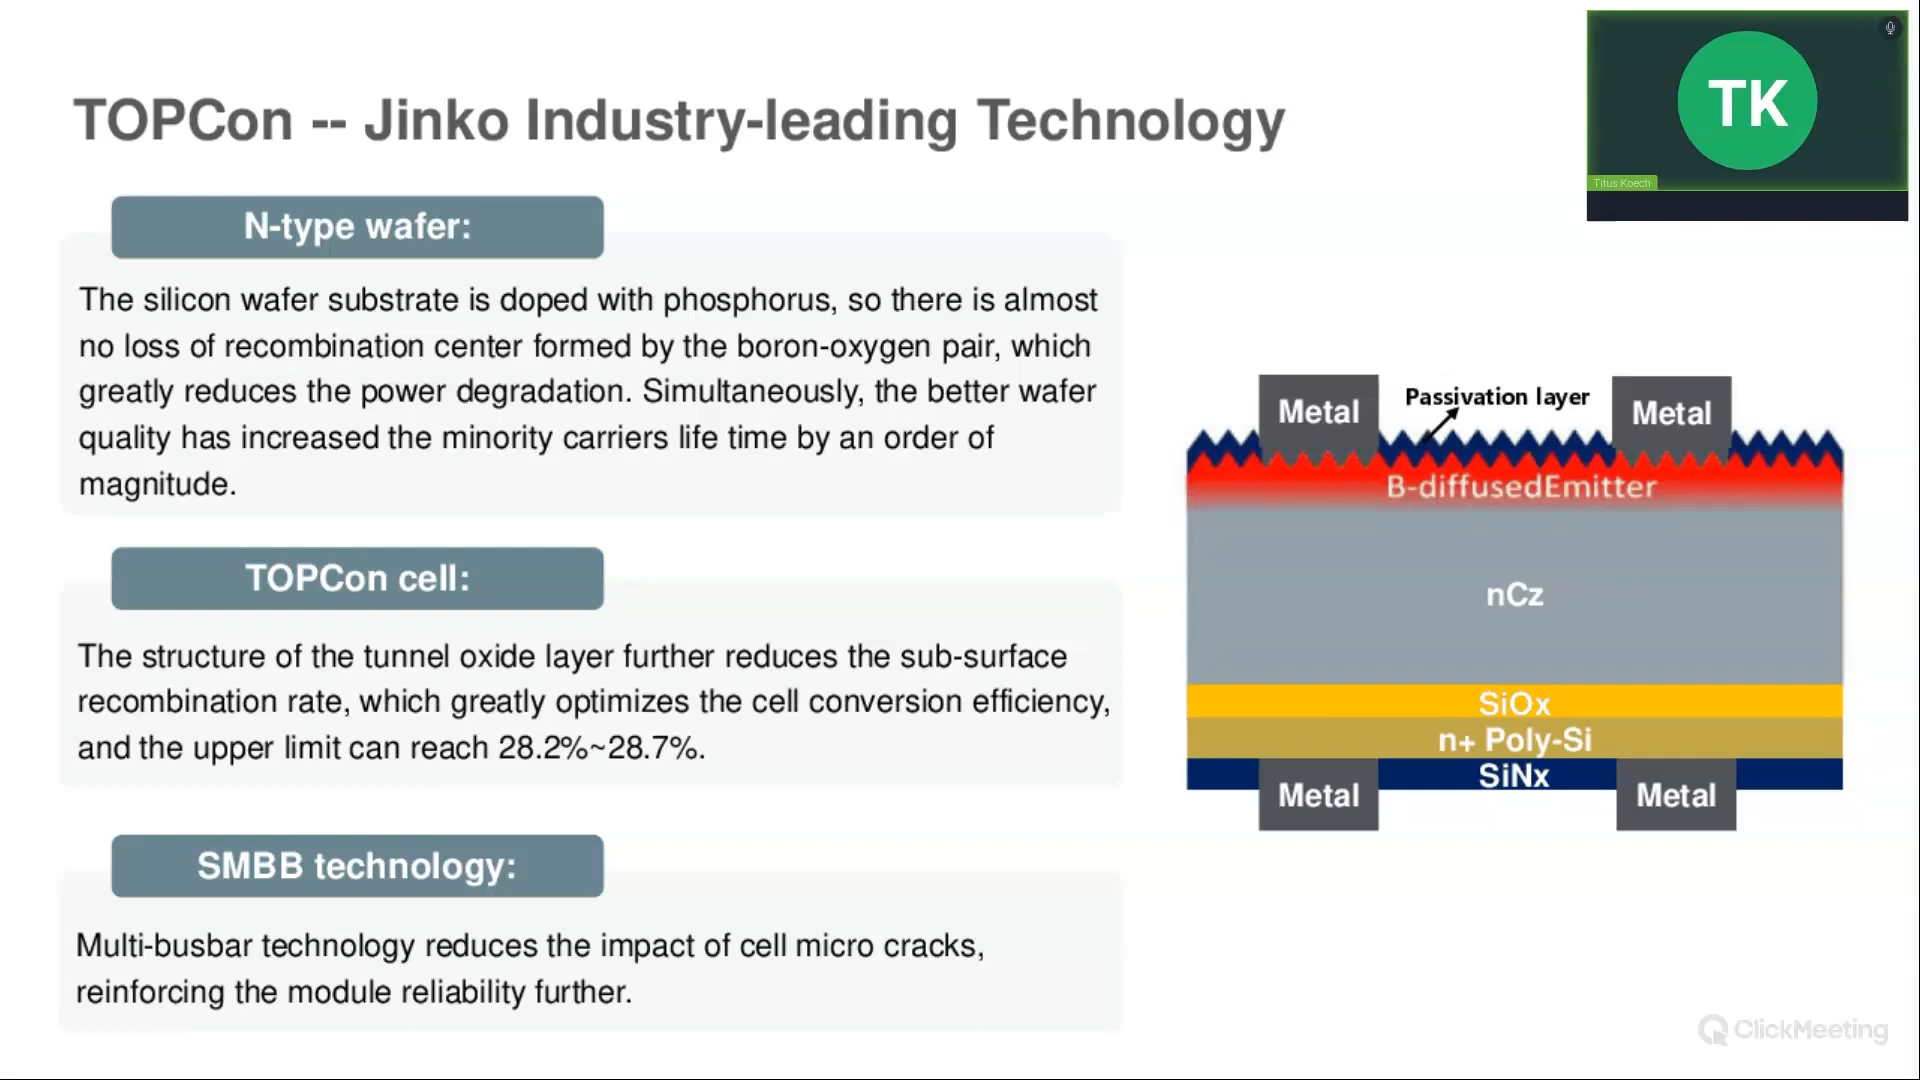 TOPCon -- Jinko Industry-leading Technology
TK
Titus Koech
N-type wafer:
The silicon wafer substrate is doped with phosphorus, so there is almost
no loss of recombination center formed by the boron-oxygen pair, which
greatly reduces the power degradation. Simultaneously, the better wafer
quality has increased the minority carriers life time by an order of
magnitude.
TOPCon cell:
The structure of the tunnel oxide layer further reduces the sub-surface
recombination rate, which greatly optimizes the cell conversion efficiency,
and the upper limit can reach 28.2%~28.7%.
SMBB technology:
Multi-busbar technology reduces the impact of cell micro cracks,
reinforcing the module reliability further.
Metal
Passivation layer
Metal
B-diffusedEmitter
nCz
SiOx
n+ Poly-Si
SiNx
Metal
Metal
ClickMeeting